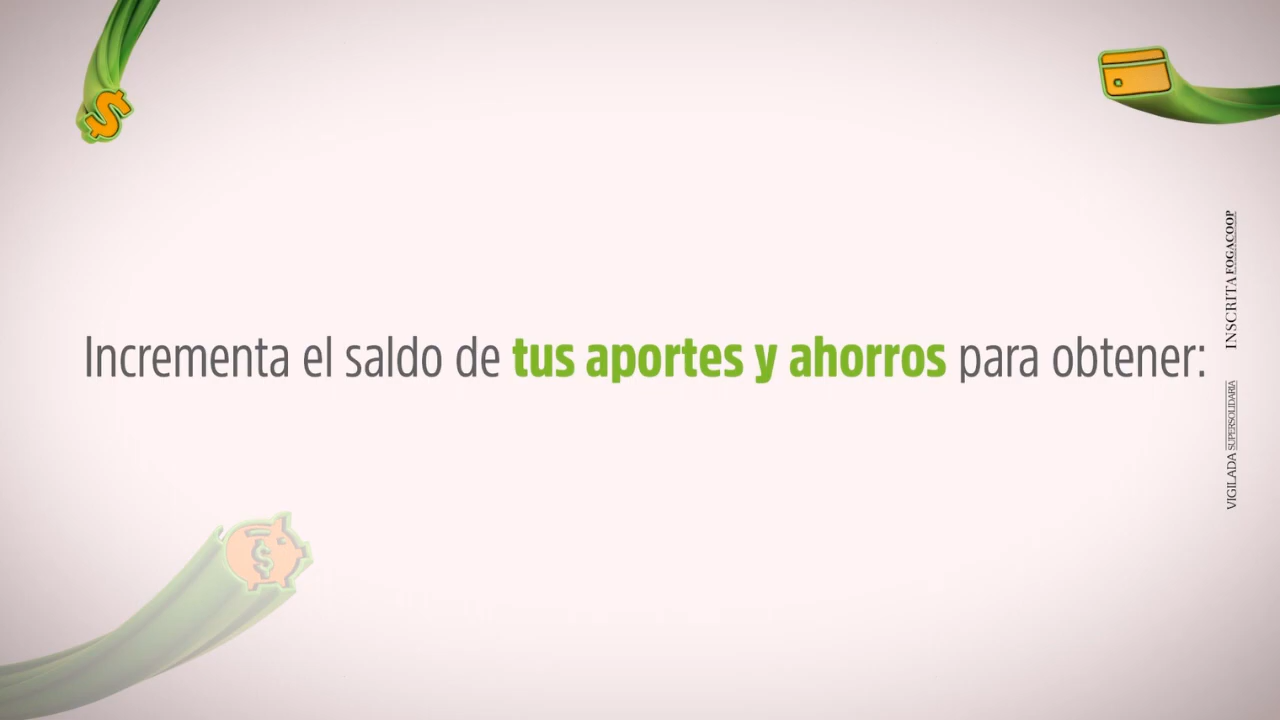 Incrementa el saldo de tus aportes y ahorros para obtener:
VIGILADA SUPERSOLIDARIA INSCRITA FOGACOOP